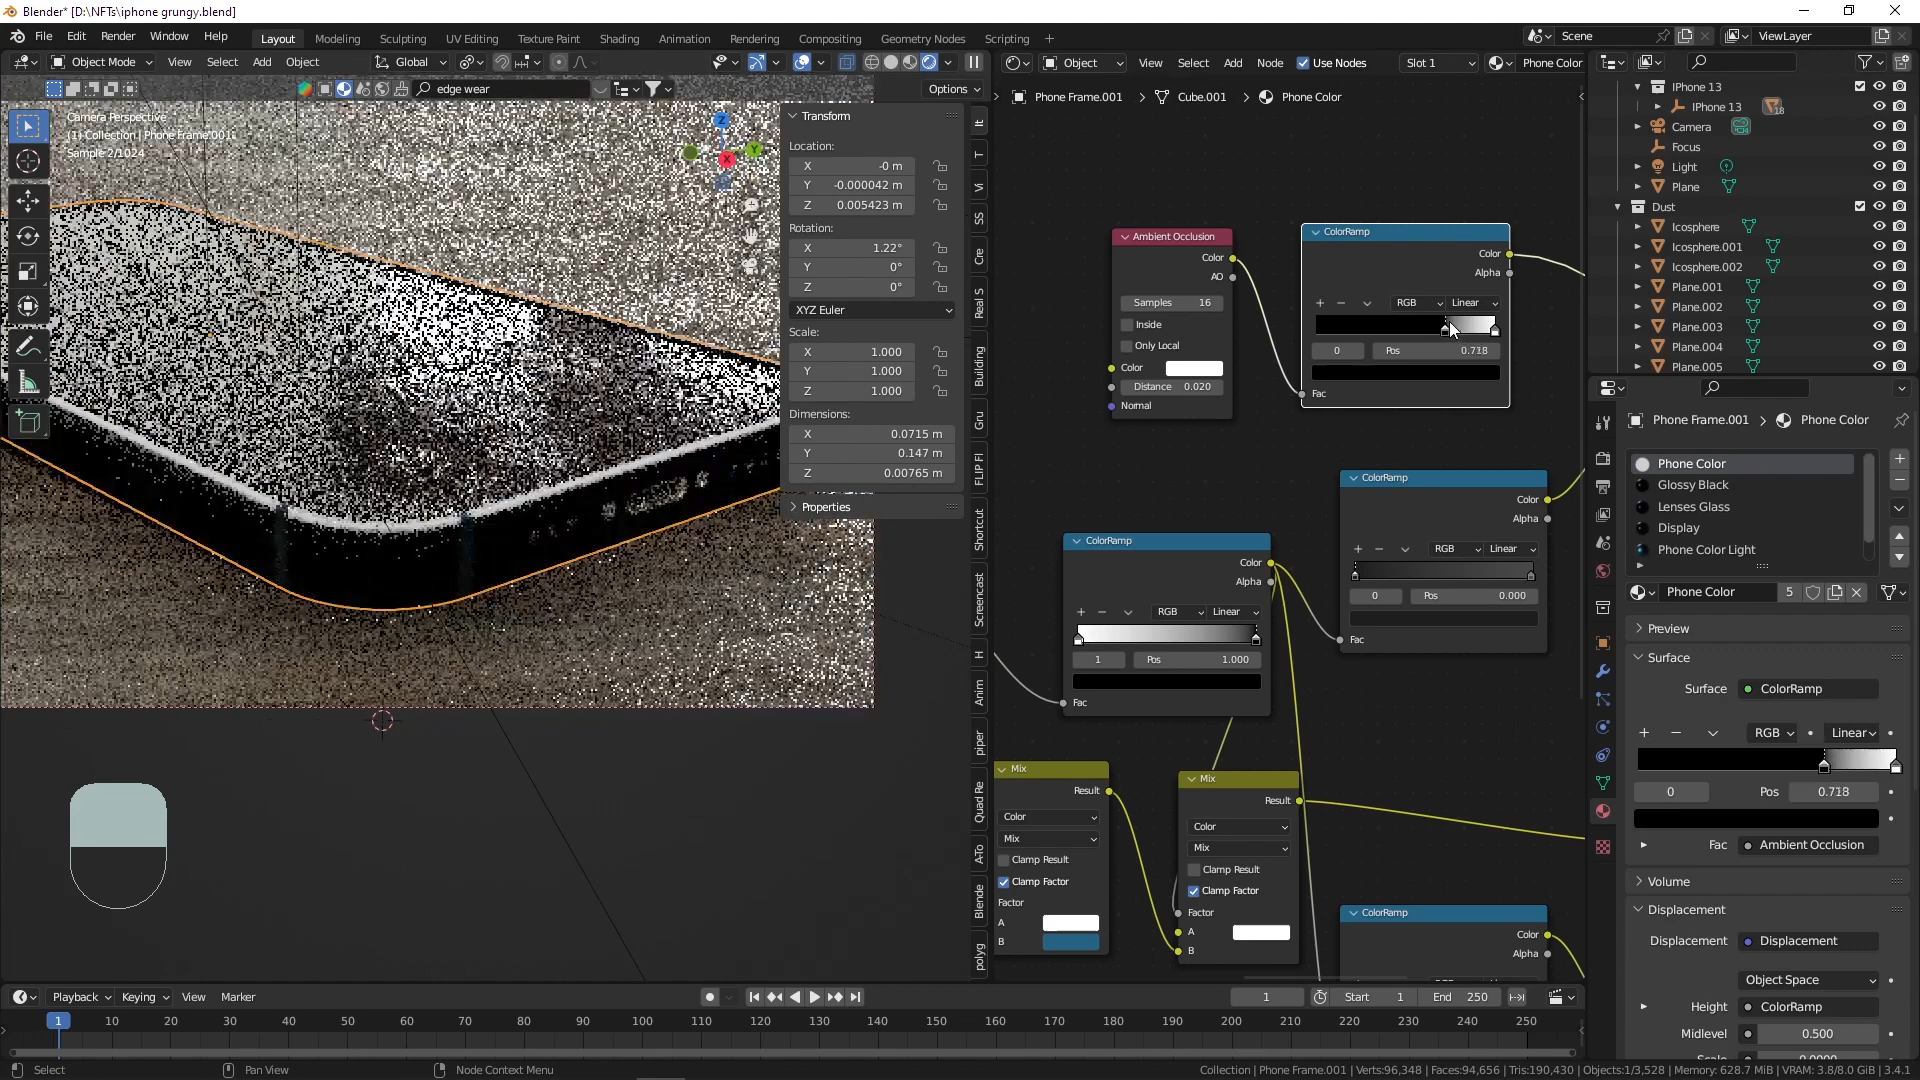 Blender* [D:\NFTs\iphone grungy.blend]
File Edit Render Window Help
Layout Modeling Sculpting UV Editing Texture Paint Shading Animation Rendering Compositing Geometry Nodes Scripting +
Scene
ViewLayer
Object Mode View Select Add Object Global
Object View Select Add Node Use Nodes Slot 1 Phone Color
edge wear
Options
Camera Perspective
(1) Collection | Phone Frame.001
Sample 2/1024
Z
Y
X
Transform
Location:
X -0 m
Y -0.000042 m
Z 0.005423 m
Rotation:
X 1.22°
Y 0°
Z 0°
XYZ Euler
Scale:
X 1.000
Y 1.000
Z 1.000
Dimensions:
X 0.0715 m
Y 0.147 m
Z 0.00765 m
Properties
It
T
Vi
SS
Cre
Real S
Building
Gru
FLIP Fl
Shortcut
Screencast
H
Anim
piper
Quad Re
A-To
Blende
polyg
Phone Frame.001 > Cube.001 > Phone Color
Ambient Occlusion
Color
AO
Samples 16
Inside
Only Local
Color
Distance 0.020
Normal
ColorRamp
Color
Alpha
RGB Linear
0 Pos 0.718
Fac
ColorRamp
Color
Alpha
RGB Linear
0 Pos 0.000
Fac
ColorRamp
Color
Alpha
RGB Linear
1 Pos 1.000
Fac
Mix
Result
Color
Mix
Clamp Result
Clamp Factor
Factor
A
B
Mix
Result
Color
Mix
Clamp Result
Clamp Factor
Factor
A
B
ColorRamp
Color
Alpha
IPhone 13
IPhone 13 18
Camera
Focus
Light
Plane
Dust
Icosphere
Icosphere.001
Icosphere.002
Plane.001
Plane.002
Plane.003
Plane.004
Plane.005
Phone Frame.001 > Phone Color
Phone Color
Glossy Black
Lenses Glass
Display
Phone Color Light
Phone Color 5
Preview
Surface
Surface ColorRamp
RGB Linear
0 Pos 0.718
Fac Ambient Occlusion
Volume
Displacement
Displacement Displacement
Object Space
Height ColorRamp
Midlevel 0.500
Playback Keying View Marker
1 Start 1 End 250
1 10 20 30 40 50 60 70 80 90 100 110 120 130 140 150 160 170 180 190 200 210 220 230 240 250
Select Pan View Node Context Menu
Collection | Phone Frame.001 | Verts:96,348 | Faces:94,656 | Tris:190,430 | Objects:1/3,528 | Memory: 628.7 MiB | VRAM: 3.8/8.0 GiB | 3.4.1